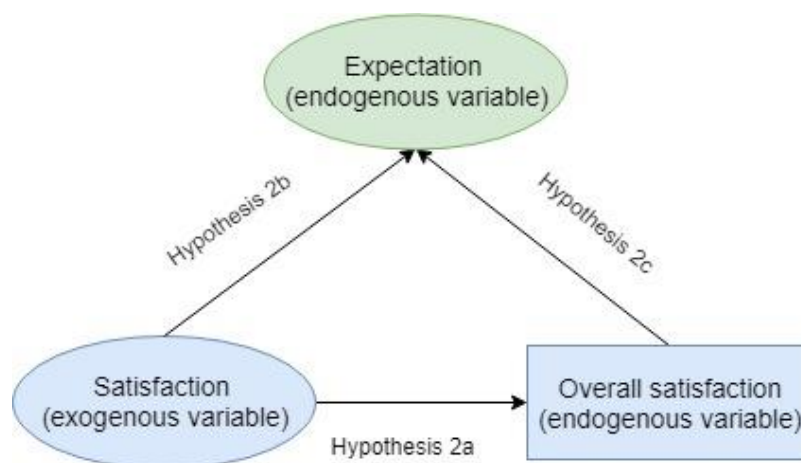 Expectation
(endogenous variable)
Hypothesis 2b
Hypothesis 2c
Satisfaction
(exogenous variable)
Overall satisfaction
(endogenous variable)
Hypothesis 2a